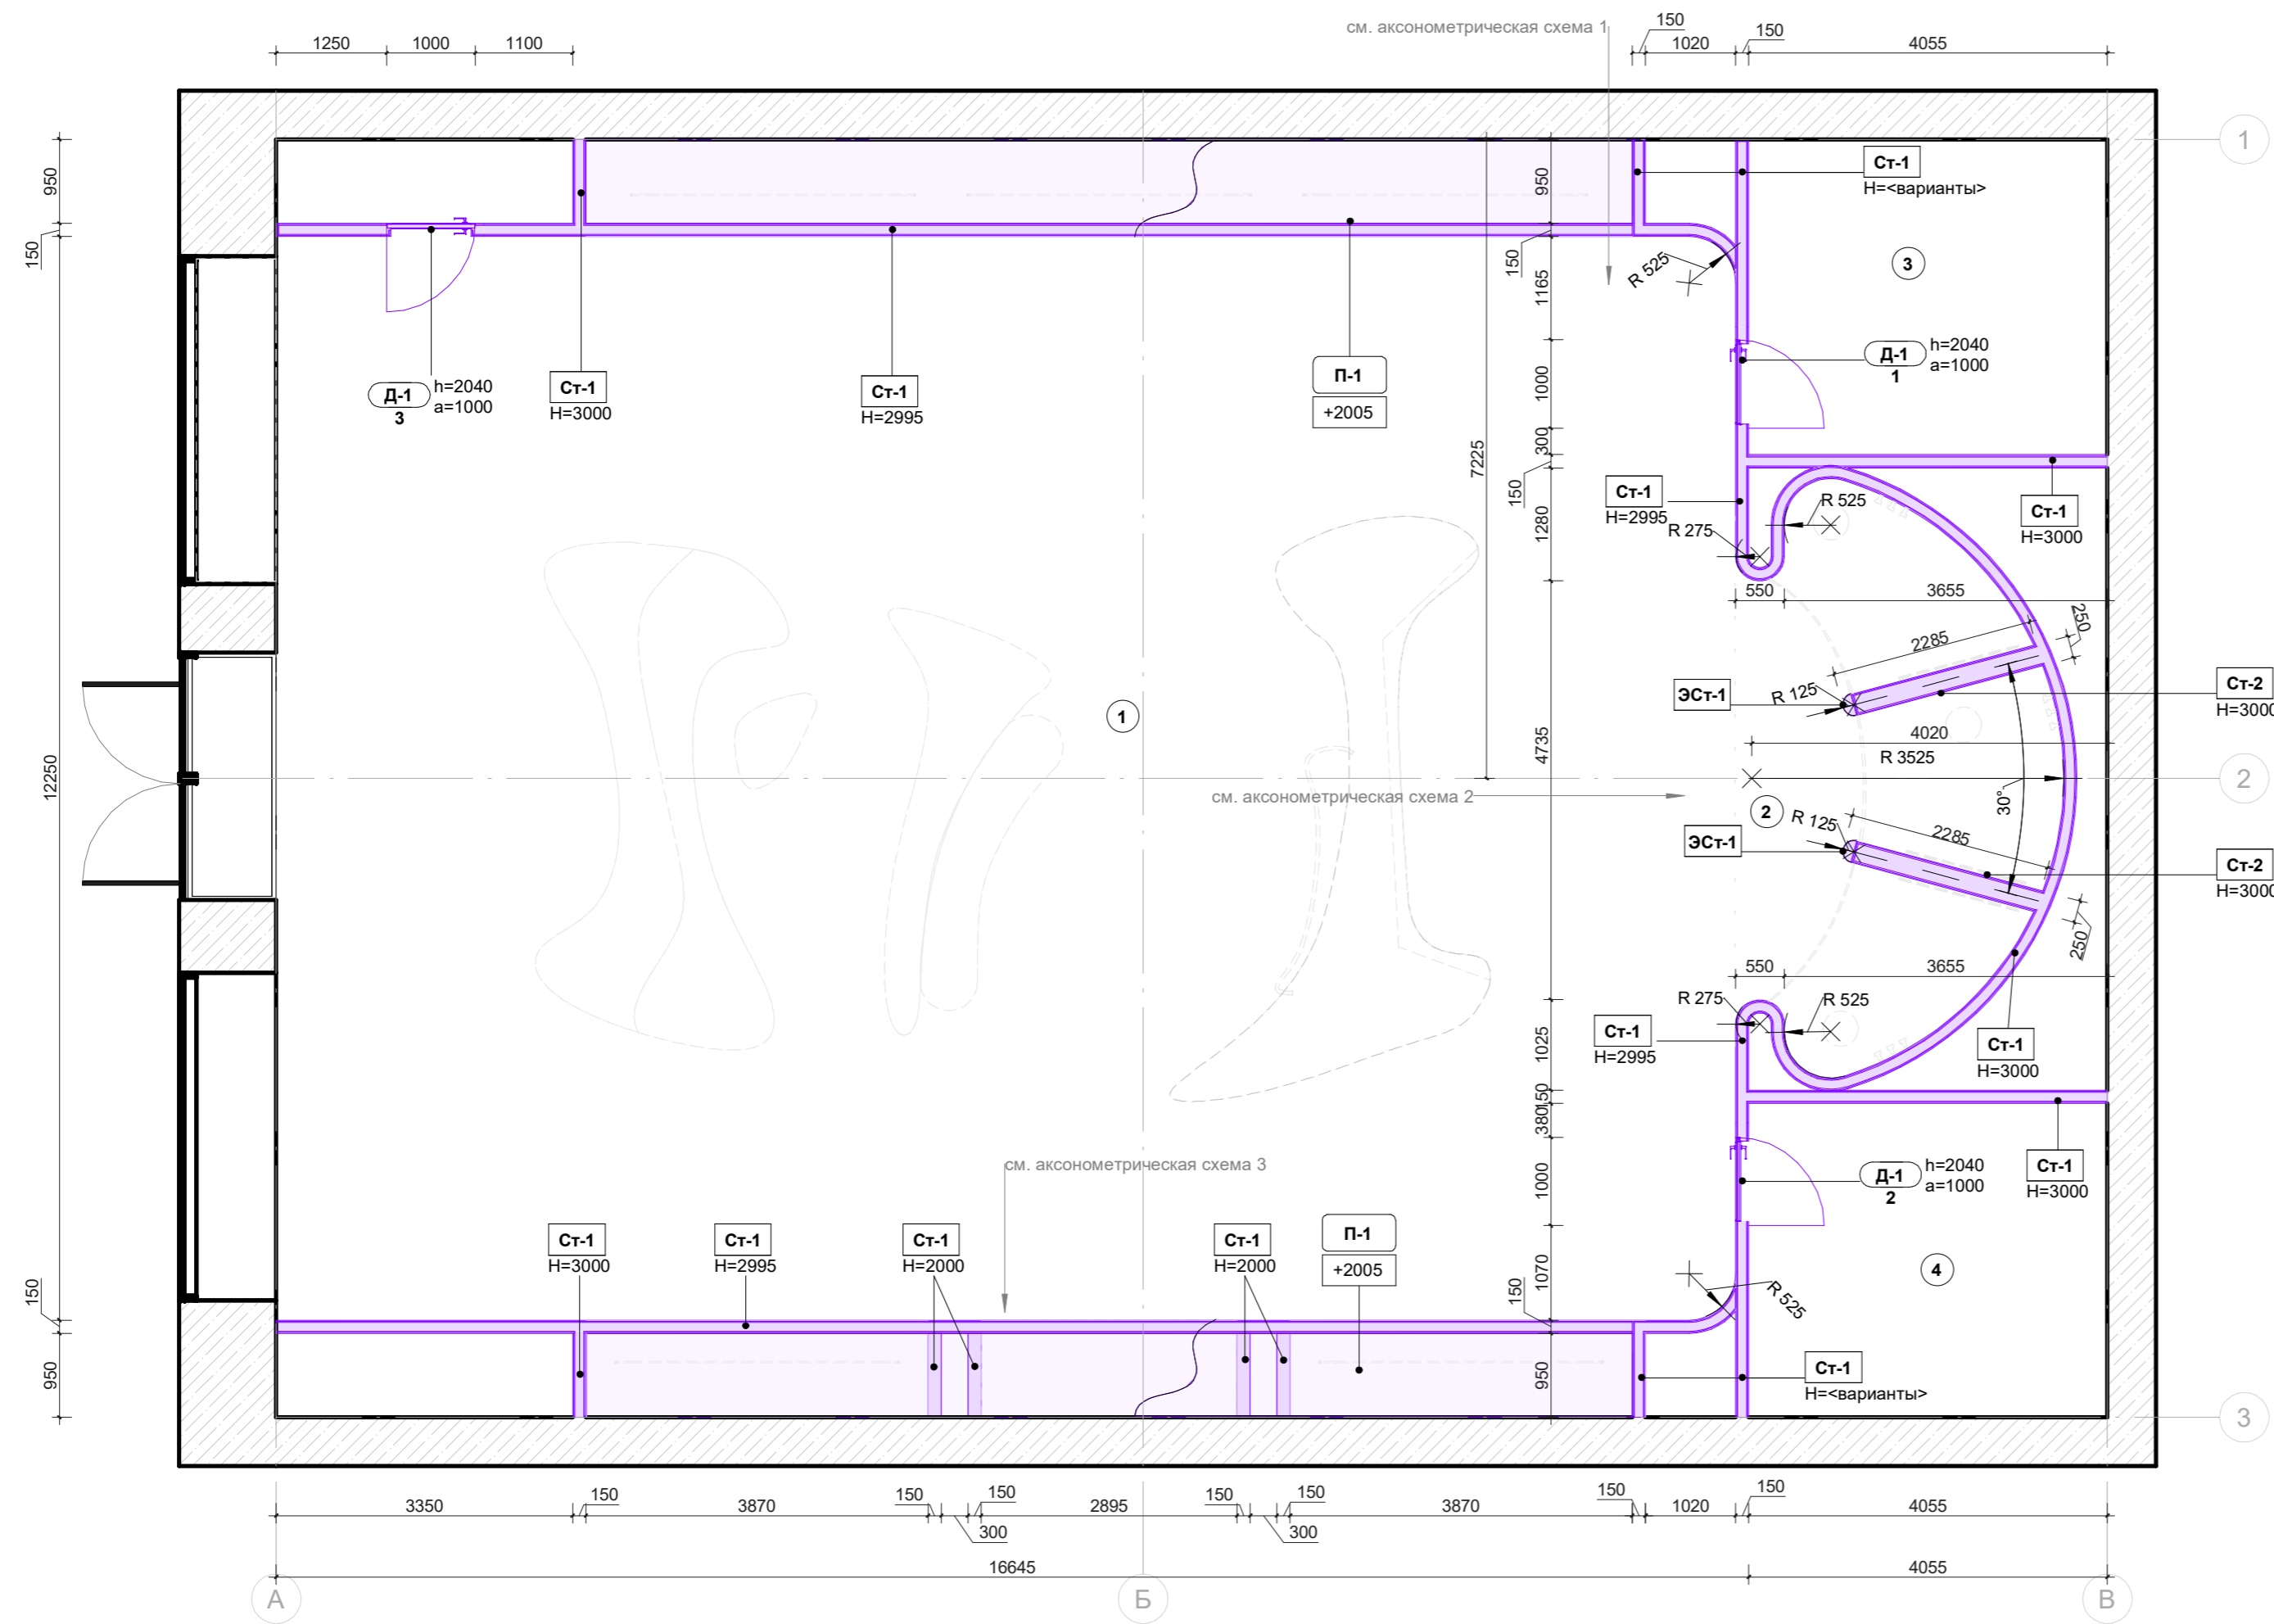 см. аксонометрическая схема 1
150
150
1250
1000
1100
1020
4055
1
950
950
Ст-1
H=<варианты>
150
150
R 525
3
1165
Д-1
3
h=2040
a=1000
Ст-1
H=3000
Ст-1
H=2995
П-1
+2005
1000
Д-1
1
h=2040
a=1000
300
7225
150
Ст-1
H=2995
R 525
Ст-1
H=3000
1280
R 275
550
3655
250
2285
ЭСт-1
R 125
Ст-2
H=3000
1
4020
4735
R 3525
12250
2
см. аксонометрическая схема 2
30°
2
R 125
ЭСт-1
2285
Ст-2
H=3000
250
550
3655
R 275
R 525
Ст-1
H=2995
1025
Ст-1
H=3000
150
380
см. аксонометрическая схема 3
1000
Д-1
2
h=2040
a=1000
Ст-1
H=3000
Ст-1
H=3000
Ст-1
H=2995
Ст-1
H=2000
Ст-1
H=2000
П-1
+2005
1070
4
150
150
R 525
950
950
Ст-1
H=<варианты>
3
3350
150
3870
150
150
300
2895
150
150
300
3870
150
1020
150
4055
16645
4055
А
Б
В